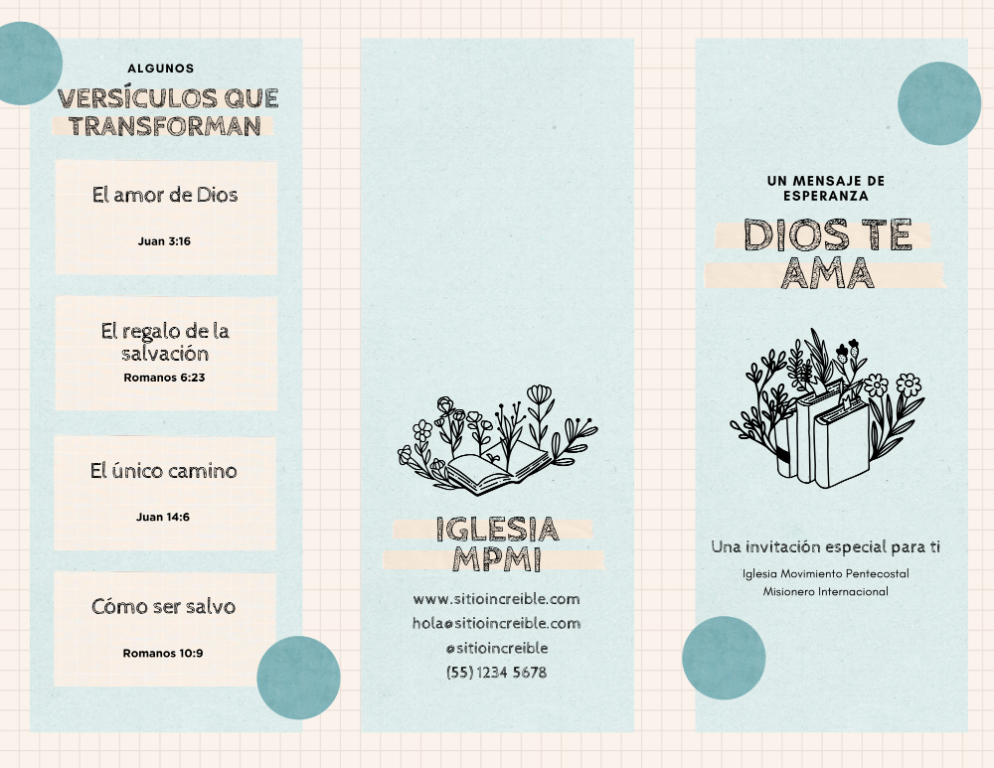 ALGUNOS
VERSÍCULOS QUE
TRANSFORMAN
El amor de Dios
Juan 3:16
El regalo de la
salvación
Romanos 6:23
El único camino
Juan 14:6
Cómo ser salvo
Romanos 10:9
IGLESIA
MPMI
www.sitioincreible.com
hola@sitioincreible.com
@sitioincreible
(55) 1234 5678
UN MENSAJE DE
ESPERANZA
DIOS TE
AMA
Una invitación especial para ti
Iglesia Movimiento Pentecostal
Misionero Internacional